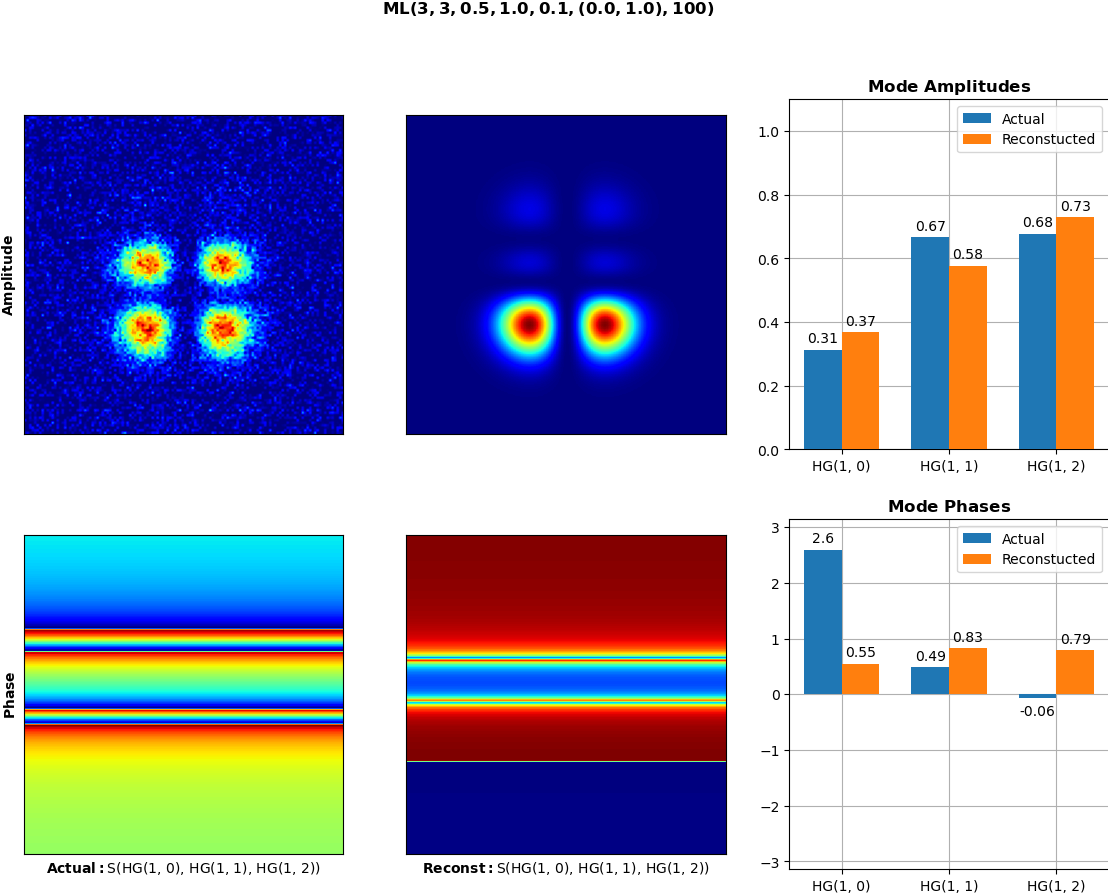 ML(3, 3, 0.5, 1.0, 0.1, (0.0, 1.0), 100)
Amplitude
Mode Amplitudes
Actual
Reconstucted
1.0
0.8
0.6
0.4
0.2
0.0
0.31
0.37
0.67
0.58
0.68
0.73
HG(1, 0)
HG(1, 1)
HG(1, 2)
Phase
Actual: S(HG(1, 0), HG(1, 1), HG(1, 2))
Reconst: S(HG(1, 0), HG(1, 1), HG(1, 2))
Mode Phases
Actual
Reconstucted
3
2
1
0
−1
−2
−3
2.6
0.55
0.49
0.83
-0.06
0.79
HG(1, 0)
HG(1, 1)
HG(1, 2)